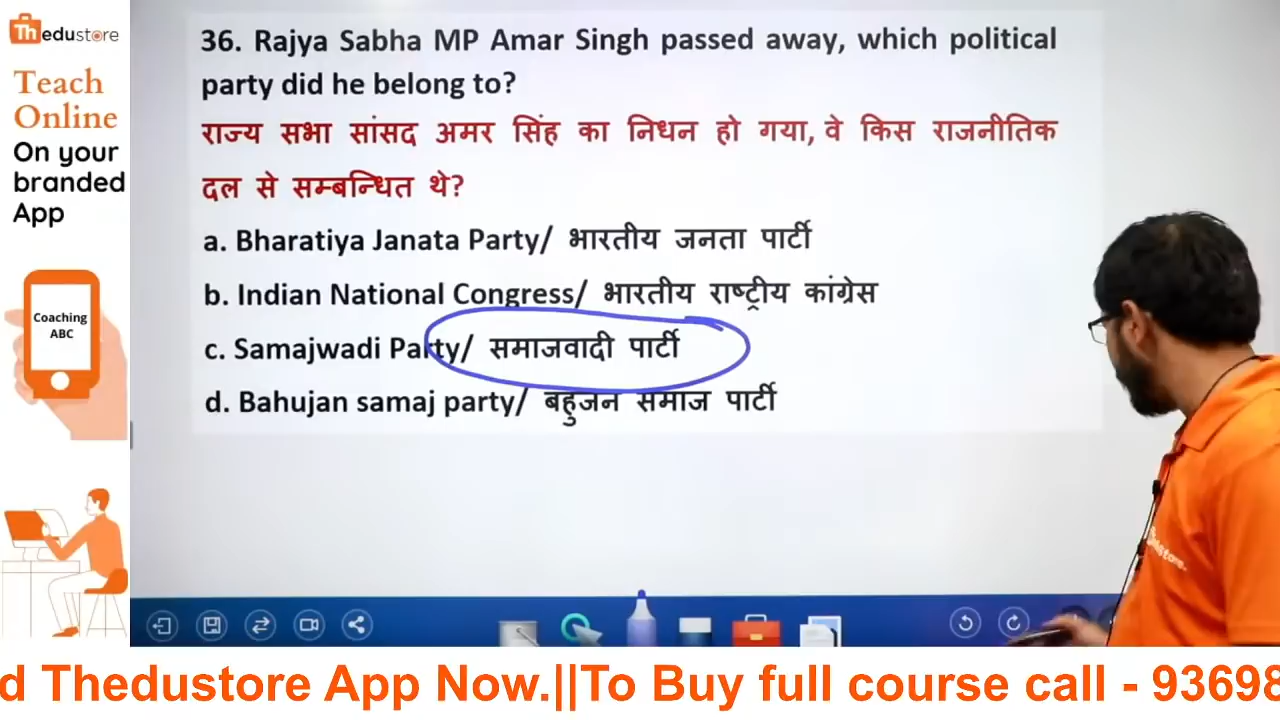 Thedustore
Teach
Online
On your
branded
App
Coaching
ABC
36. Rajya Sabha MP Amar Singh passed away, which political
party did he belong to?
राज्य सभा सांसद अमर सिंह का निधन हो गया, वे किस राजनीतिक
दल से सम्बन्धित थे?
a. Bharatiya Janata Party/ भारतीय जनता पार्टी
b. Indian National Congress/ भारतीय राष्ट्रीय कांग्रेस
c. Samajwadi Party/ समाजवादी पार्टी
d. Bahujan samaj party/ बहुजन समाज पार्टी
d Thedustore App Now.||To Buy full course call - 93698